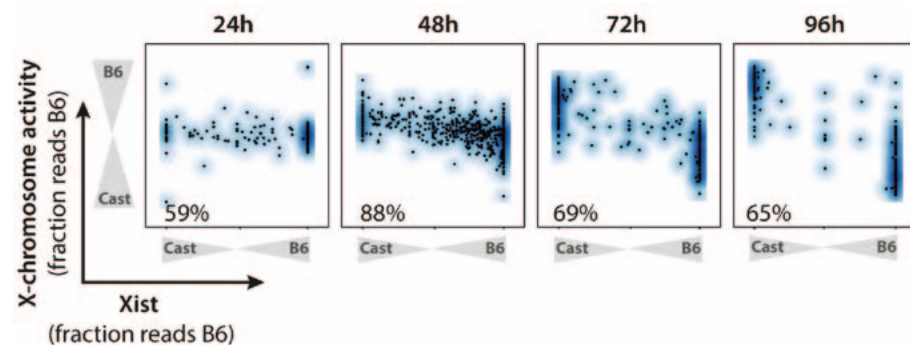 24h 48h 72h 96h
X-chromosome activity
(fraction reads B6)
B6
Cast
59% 88% 69% 65%
Cast B6 Cast B6 Cast B6 Cast B6
Xist
(fraction reads B6)